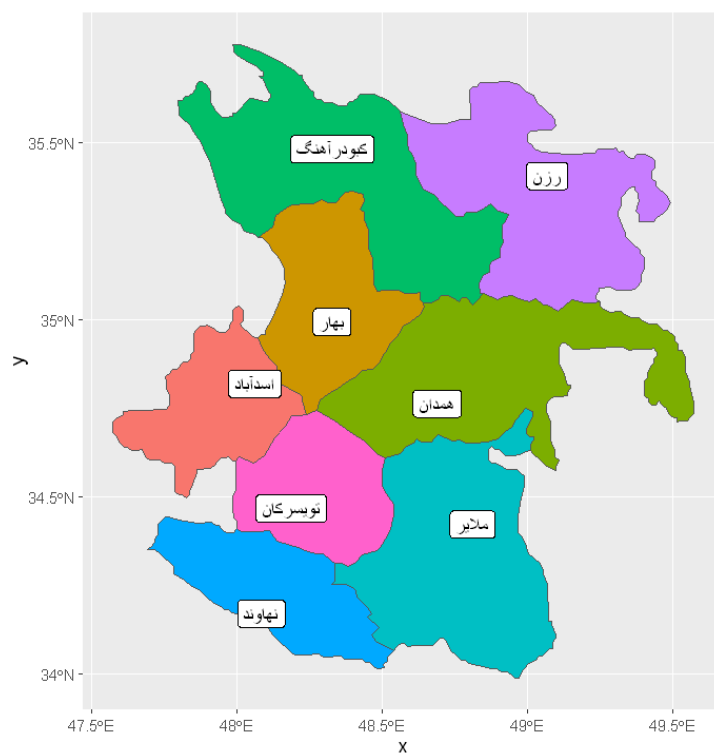 کبودرآهنگ
رزن
بهار
اسدآباد
همدان
تویسرکان
ملایر
نهاوند
35.5°N
35°N
34.5°N
34°N
y
47.5°E
48°E
48.5°E
49°E
49.5°E
x